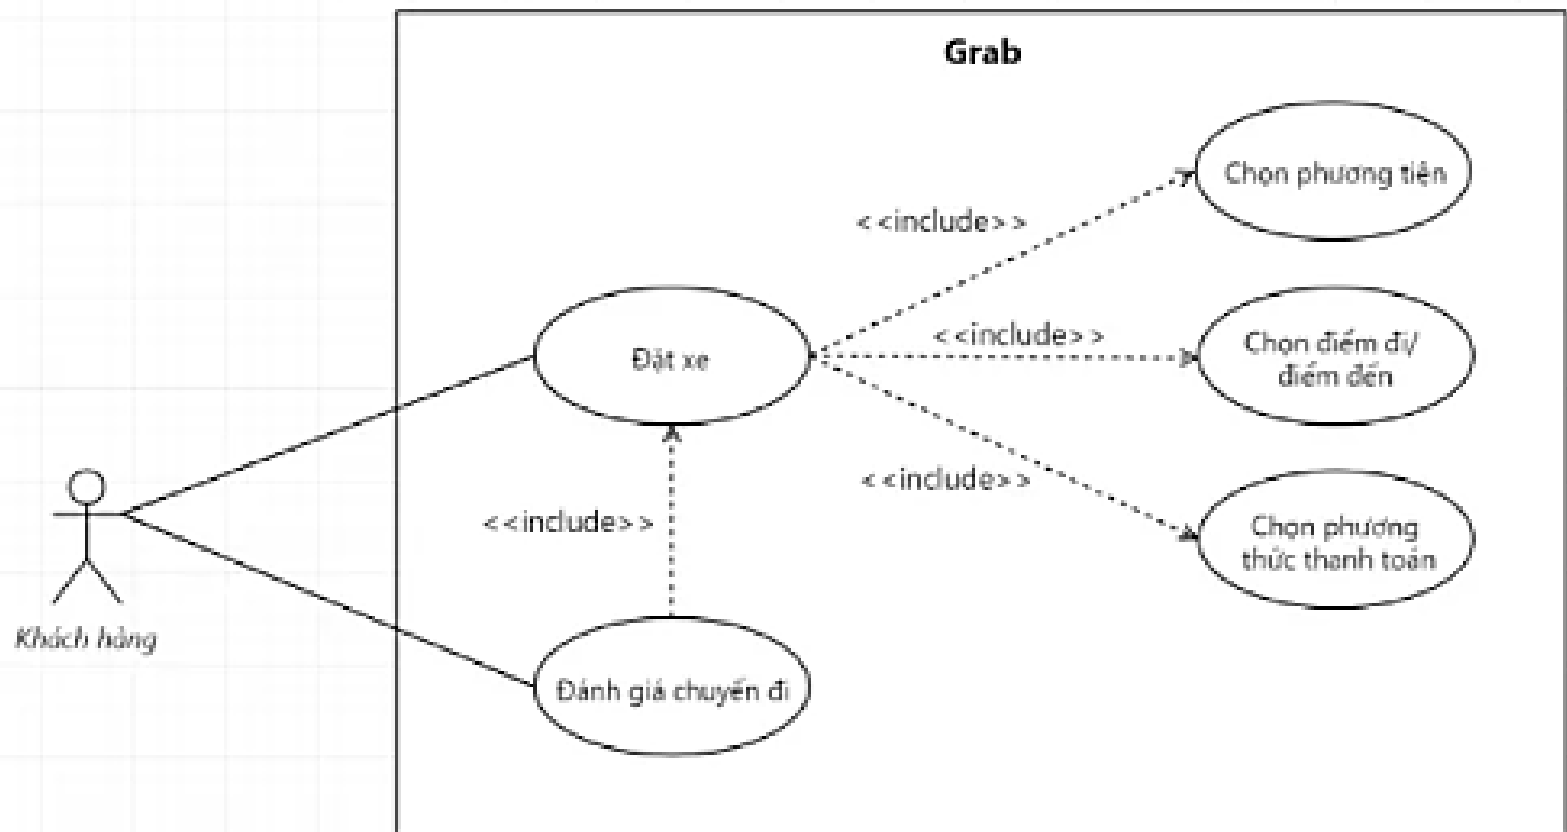 Grab
Chọn phương tiện
<<include>>
<<include>>
Chọn điểm đi/
điểm đến
Đặt xe
<<include>>
Chọn phương
thức thanh toán
<<include>>
Khách hàng
Đánh giá chuyến đi